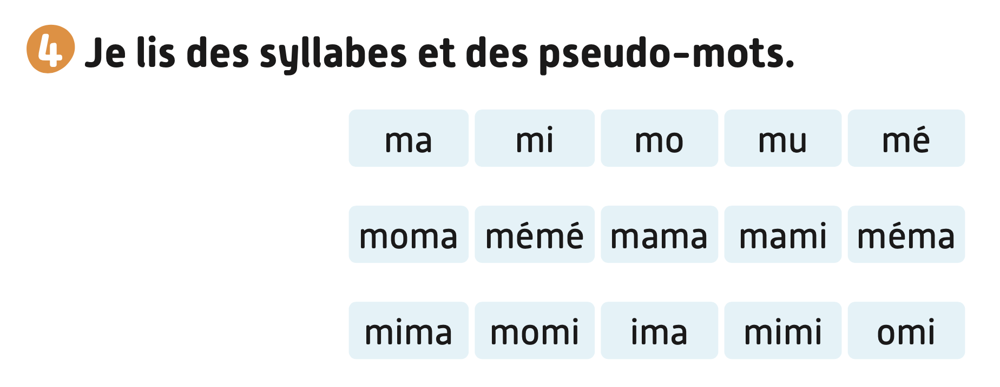 4 Je lis des syllabes et des pseudo-mots.
ma mi mo mu mé
moma mémé mama mami méma
mima momi ima mimi omi